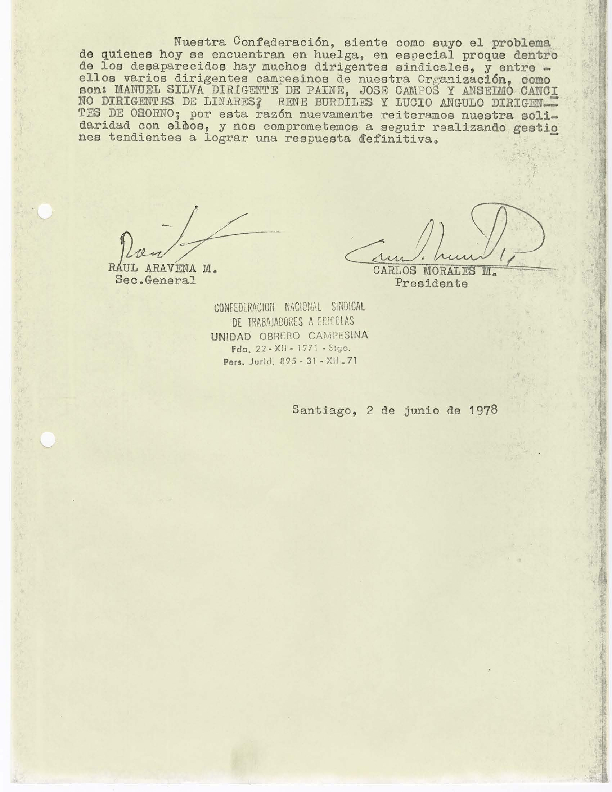 Nuestra Confederación, siente como suyo el problema
de quienes hoy se encuentran en huelga, en especial proque dentro
de los desaparecidos hay muchos dirigentes sindicales, y entre -
ellos varios dirigentes campesinos de nuestra Organización, como
son: MANUEL SILVA DIRIGENTE DE PAINE, JOSE CAMPOS Y ANSELMO CANCI
NO DIRIGENTES DE LINARES; RENE BURDILES Y LUCIO ANGULO DIRIGEN-
TES DE OSORNO; por esta razón nuevamente reiteramos nuestra soli-
daridad con ellos, y nos comprometemos a seguir realizando gestio
nes tendientes a lograr una respuesta definitiva.
RAUL ARAVENA M.
Sec.General
CARLOS MORALES M.
Presidente
CONFEDERACION NACIONAL SINDICAL
DE TRABAJADORES AGRICOLAS
UNIDAD OBRERO CAMPESINA
Fda. 22-XII-1971-Stgo.
Pers. Jurid. 895-31-XII-71
Santiago, 2 de junio de 1978